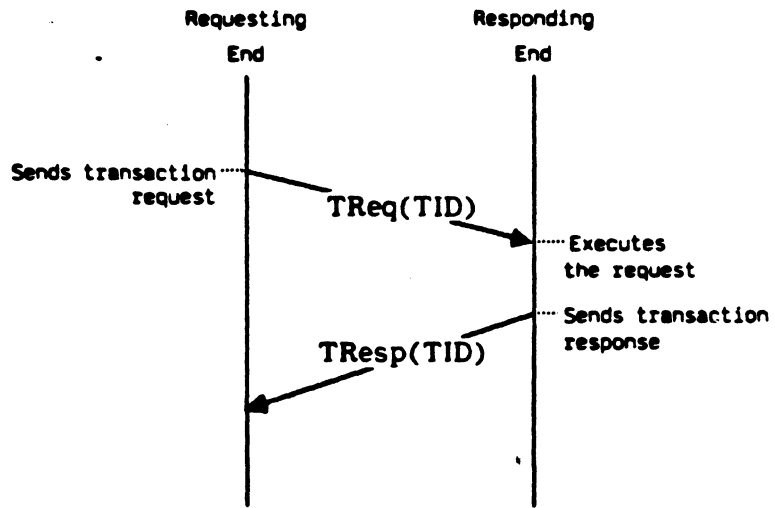 Requesting
End
Responding
End
Sends transaction
request
TReq(TID)
Executes
the request
Sends transaction
response
TResp(TID)